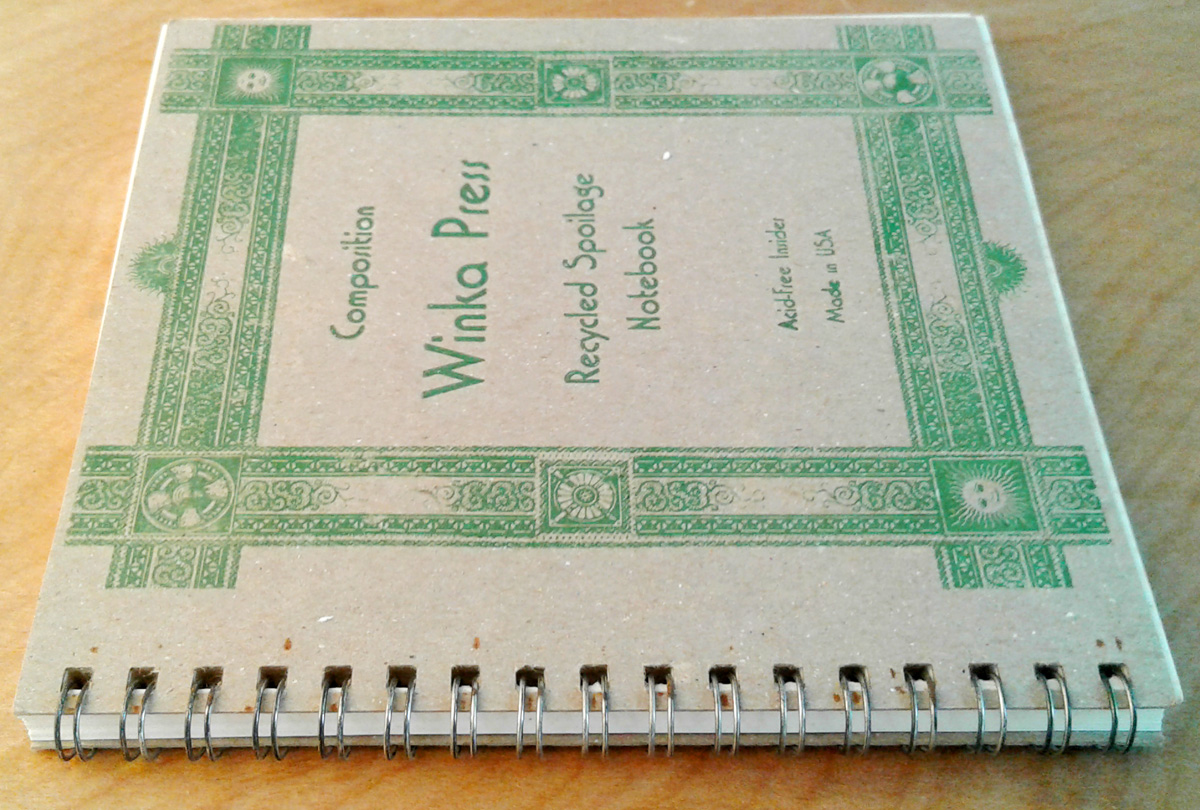 Composition
Winka Press
Recycled Spoilage
Notebook
Acid-Free Insides
Made in USA